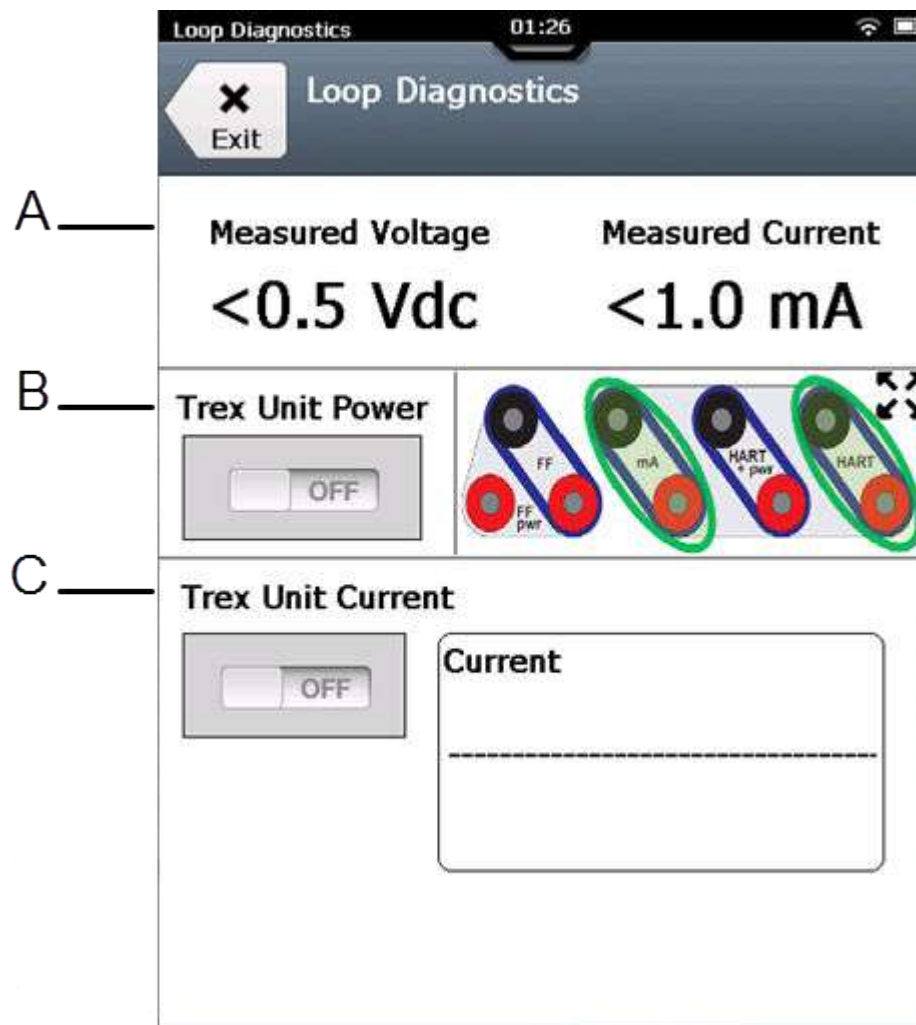 Loop Diagnostics 01:26
Loop Diagnostics
Exit
A
Measured Voltage Measured Current
<0.5 Vdc <1.0 mA
B
Trex Unit Power
OFF
FF mA HART + pwr HART
FF pwr
C
Trex Unit Current
OFF
Current